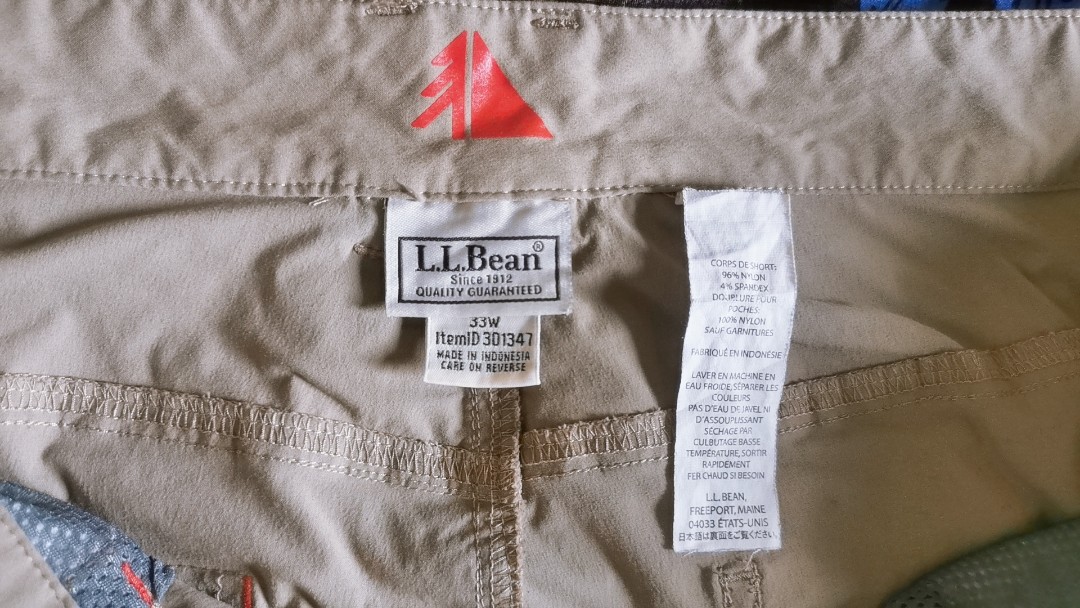 L.L.Bean®
Since 1912
QUALITY GUARANTEED
33W
ItemID 301347
MADE IN INDONESIA
CARE ON REVERSE
CORPS DE SHORT:
96% NYLON
4% SPANDEX
DOUBLURE POUR
POCHES:
100% NYLON
SAUF GARNITURES
FABRIQUÉ EN INDONÉSIE
LAVER EN MACHINE EN
EAU FROIDE, SÉPARER LES
COULEURS
PAS D'EAU DE JAVEL NI
D'ASSOUPLISSANT
SÉCHAGE PAR
CULBUTAGE BASSE
TEMPÉRATURE, SORTIR
RAPIDEMENT
FER CHAUD SI BESOIN
L.L. BEAN,
FREEPORT, MAINE
04033 ÉTATS-UNIS
日本語は裏面をご覧ください。